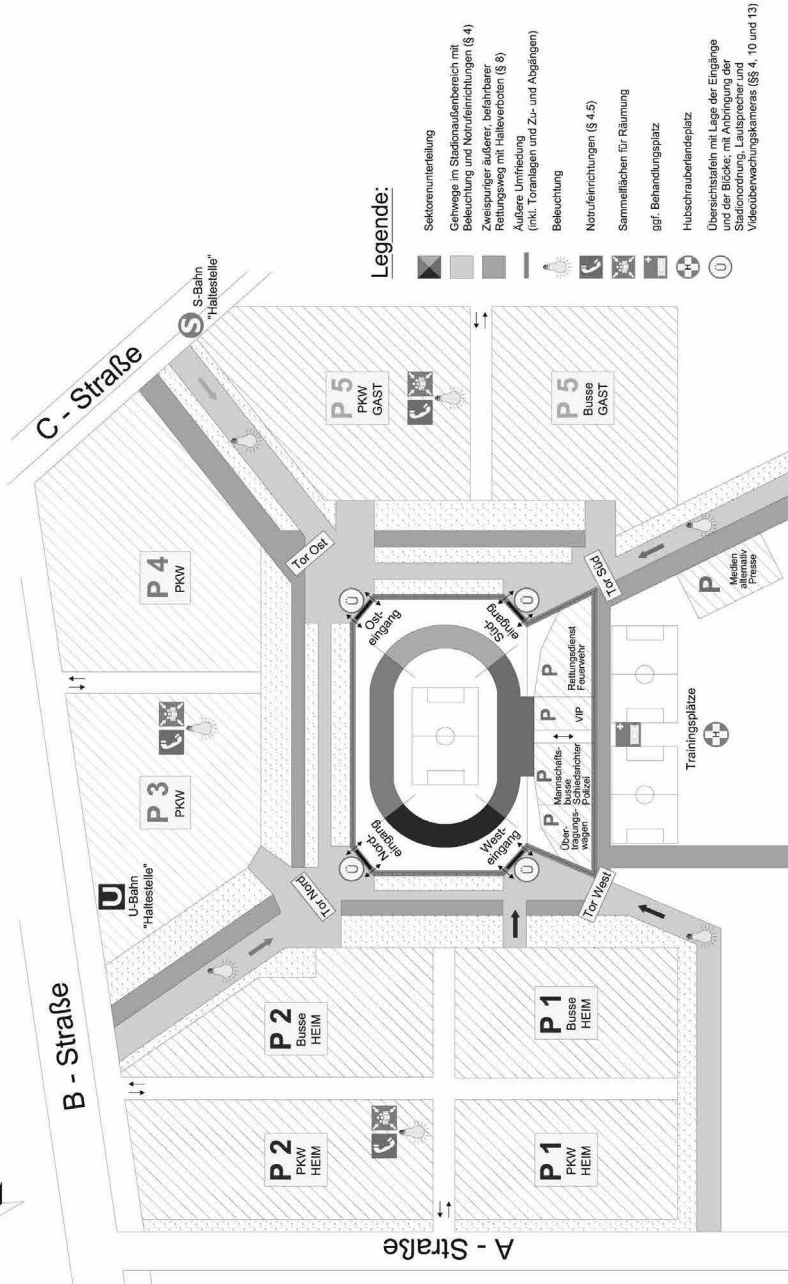 B - Straße
C - Straße
A - Straße
S
S-Bahn
"Haltestelle"
U
U-Bahn
"Haltestelle"
P 2
PKW
HEIM
P 2
Busse
HEIM
P 3
PKW
P 4
PKW
P 5
PKW
GAST
P 5
Busse
GAST
P 1
PKW
HEIM
P 1
Busse
HEIM
Tor Nord
Tor Ost
Tor West
Tor Süd
Ü
Nord-
eingang
Ü
Ost-
eingang
Ü
West-
eingang
Ü
Süd-
eingang
P
Über-
tragungs-
wagen
P
Mannschafts-
busse
Schiedsrichter
Polizei
P
VIP
P
Rettungsdienst
Feuerwehr
P
Medien
alternativ
Presse
Trainingsplätze
H
Legende:
Sektorenunterteilung
Gehwege im Stadionaußenbereich mit
Beleuchtung und Notrufeinrichtungen (§ 4)
Zweispuriger äußerer, befahrbarer
Rettungsweg mit Halteverboten (§ 8)
Äußere Umfriedung
(inkl. Toranlagen und Zu- und Abgängen)
Beleuchtung
Notrufeinrichtungen (§ 4.5)
Sammelflächen für Räumung
ggf. Behandlungsplatz
H
Hubschrauberlandeplatz
Ü
Übersichtstafeln mit Lage der Eingänge
und der Blöcke; mit Anbringung der
Stadionordnung, Lautsprecher und
Videoüberwachungskameras (§§ 4, 10 und 13)